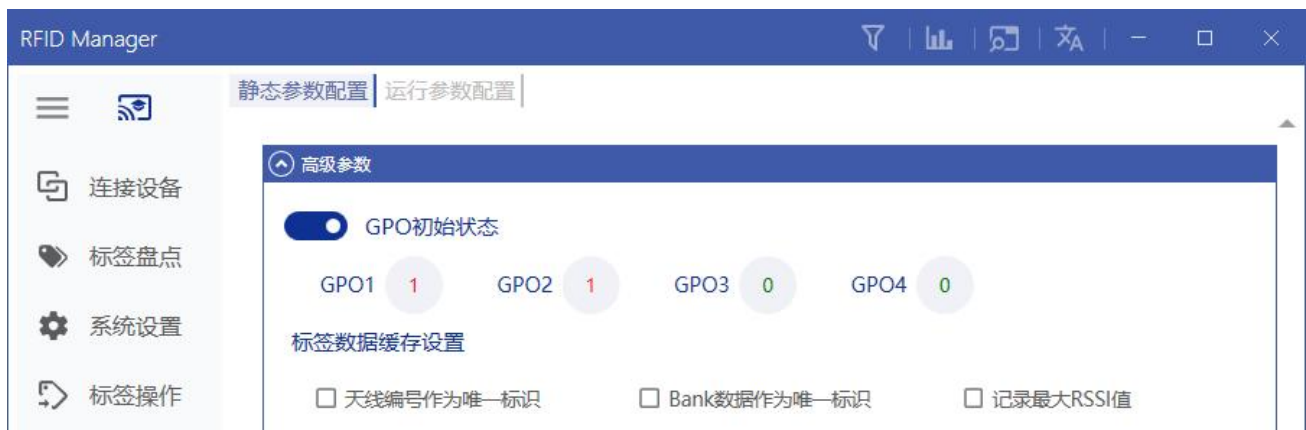 RFID Manager
静态参数配置 运行参数配置
连接设备
标签盘点
系统设置
标签操作
高级参数
GPO初始状态
GPO1 1 GPO2 1 GPO3 0 GPO4 0
标签数据缓存设置
天线编号作为唯一标识 Bank数据作为唯一标识 记录最大RSSI值